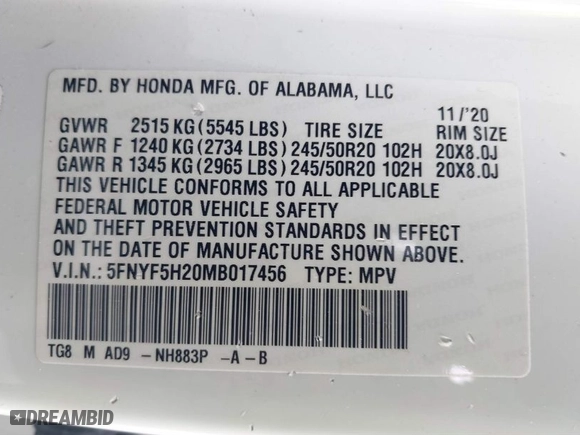 MFD. BY HONDA MFG. OF ALABAMA, LLC
11/'20
GVWR 2515 KG (5545 LBS) TIRE SIZE RIM SIZE
GAWR F 1240 KG (2734 LBS) 245/50R20 102H 20X8.0J
GAWR R 1345 KG (2965 LBS) 245/50R20 102H 20X8.0J
THIS VEHICLE CONFORMS TO ALL APPLICABLE
FEDERAL MOTOR VEHICLE SAFETY
AND THEFT PREVENTION STANDARDS IN EFFECT
ON THE DATE OF MANUFACTURE SHOWN ABOVE.
V.I.N.: 5FNYF5H20MB017456 TYPE: MPV
TG8 M AD9 -NH883P -A-B
DREAMBID